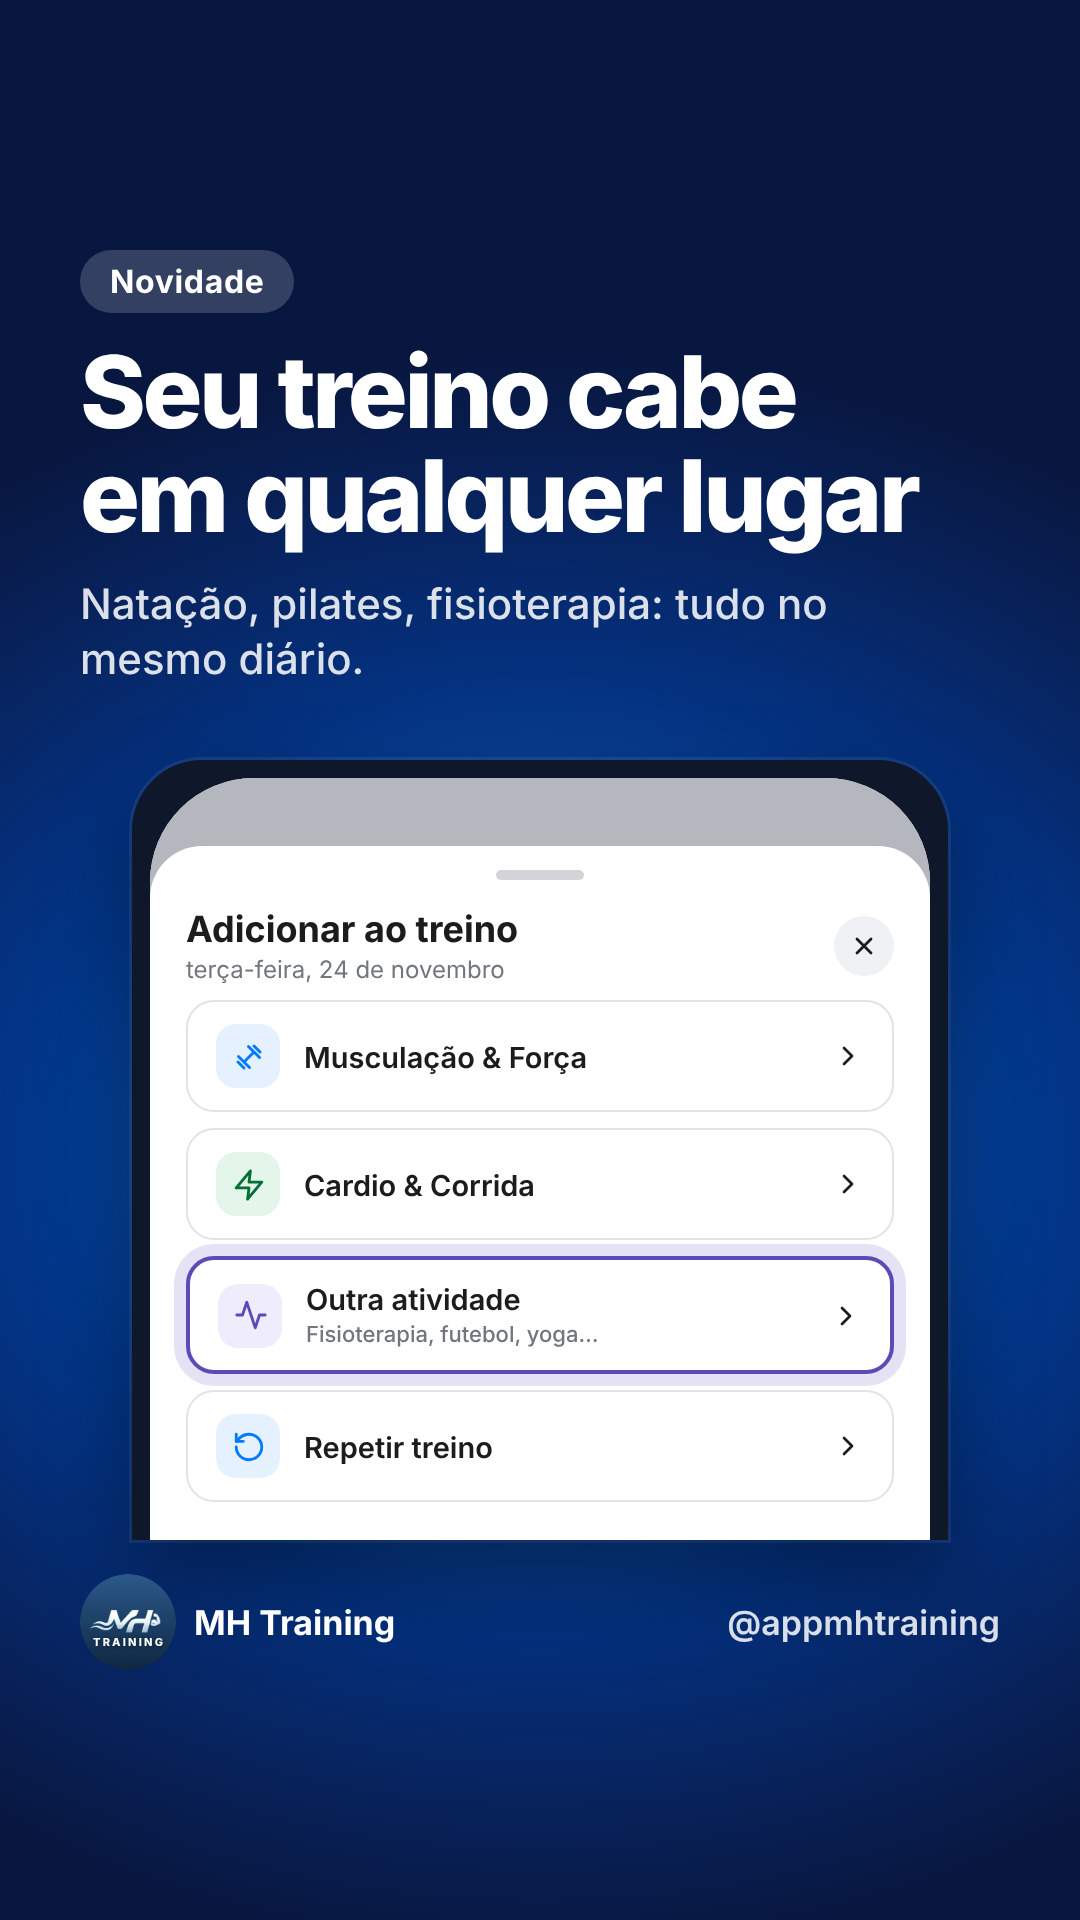 Novidade
Seu treino cabe
em qualquer lugar
Natação, pilates, fisioterapia: tudo no
mesmo diário.
Adicionar ao treino
terça-feira, 24 de novembro
Musculação & Força
Cardio & Corrida
Outra atividade
Fisioterapia, futebol, yoga...
Repetir treino
MH
TRAINING
MH Training
@appmhtraining